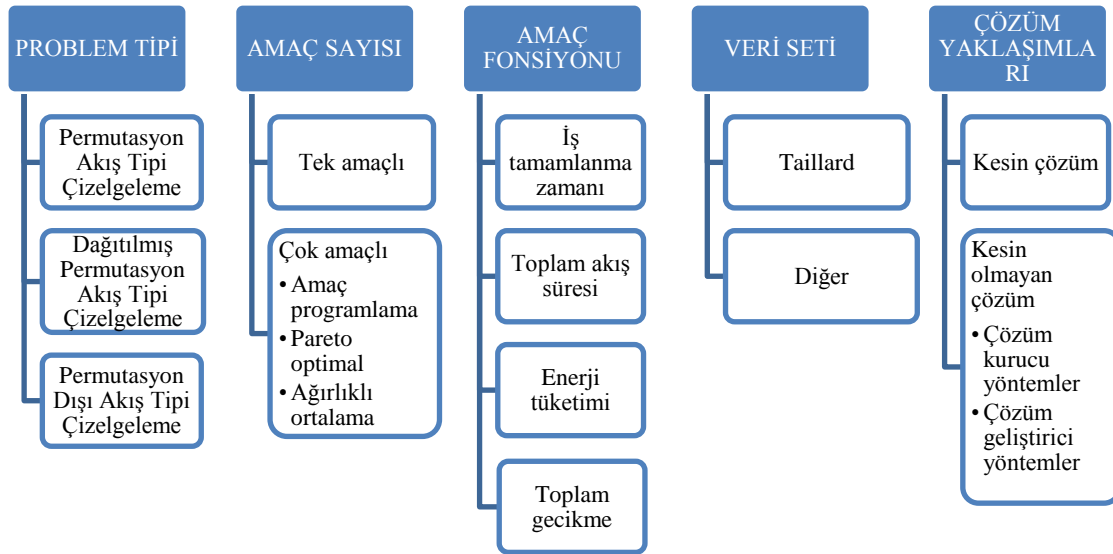 PROBLEM TİPİ
Permutasyon
Akış Tipi
Çizelgeleme
Dağıtılmış
Permutasyon
Akış Tipi
Çizelgeleme
Permutasyon
Dışı Akış Tipi
Çizelgeleme
AMAÇ SAYISI
Tek amaçlı
Çok amaçlı
• Amaç
programlama
• Pareto
optimal
• Ağırlıklı
ortalama
AMAÇ
FONSİYONU
İş
tamamlanma
zamanı
Toplam akış
süresi
Enerji
tüketimi
Toplam
gecikme
VERİ SETİ
Taillard
Diğer
ÇÖZÜM
YAKLAŞIMLA
RI
Kesin çözüm
Kesin
olmayan
çözüm
• Çözüm
kurucu
yöntemler
• Çözüm
geliştirici
yöntemler